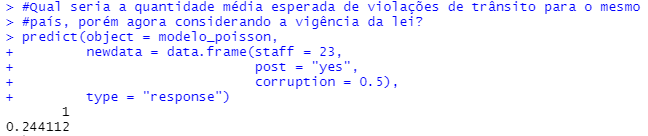 > #Qual seria a quantidade média esperada de violações de trânsito para o mesmo
> #país, porém agora considerando a vigência da lei?
> predict(object = modelo_poisson,
+         newdata = data.frame(staff = 23,
+                              post = "yes",
+                              corruption = 0.5),
+         type = "response")
       1
0.244112